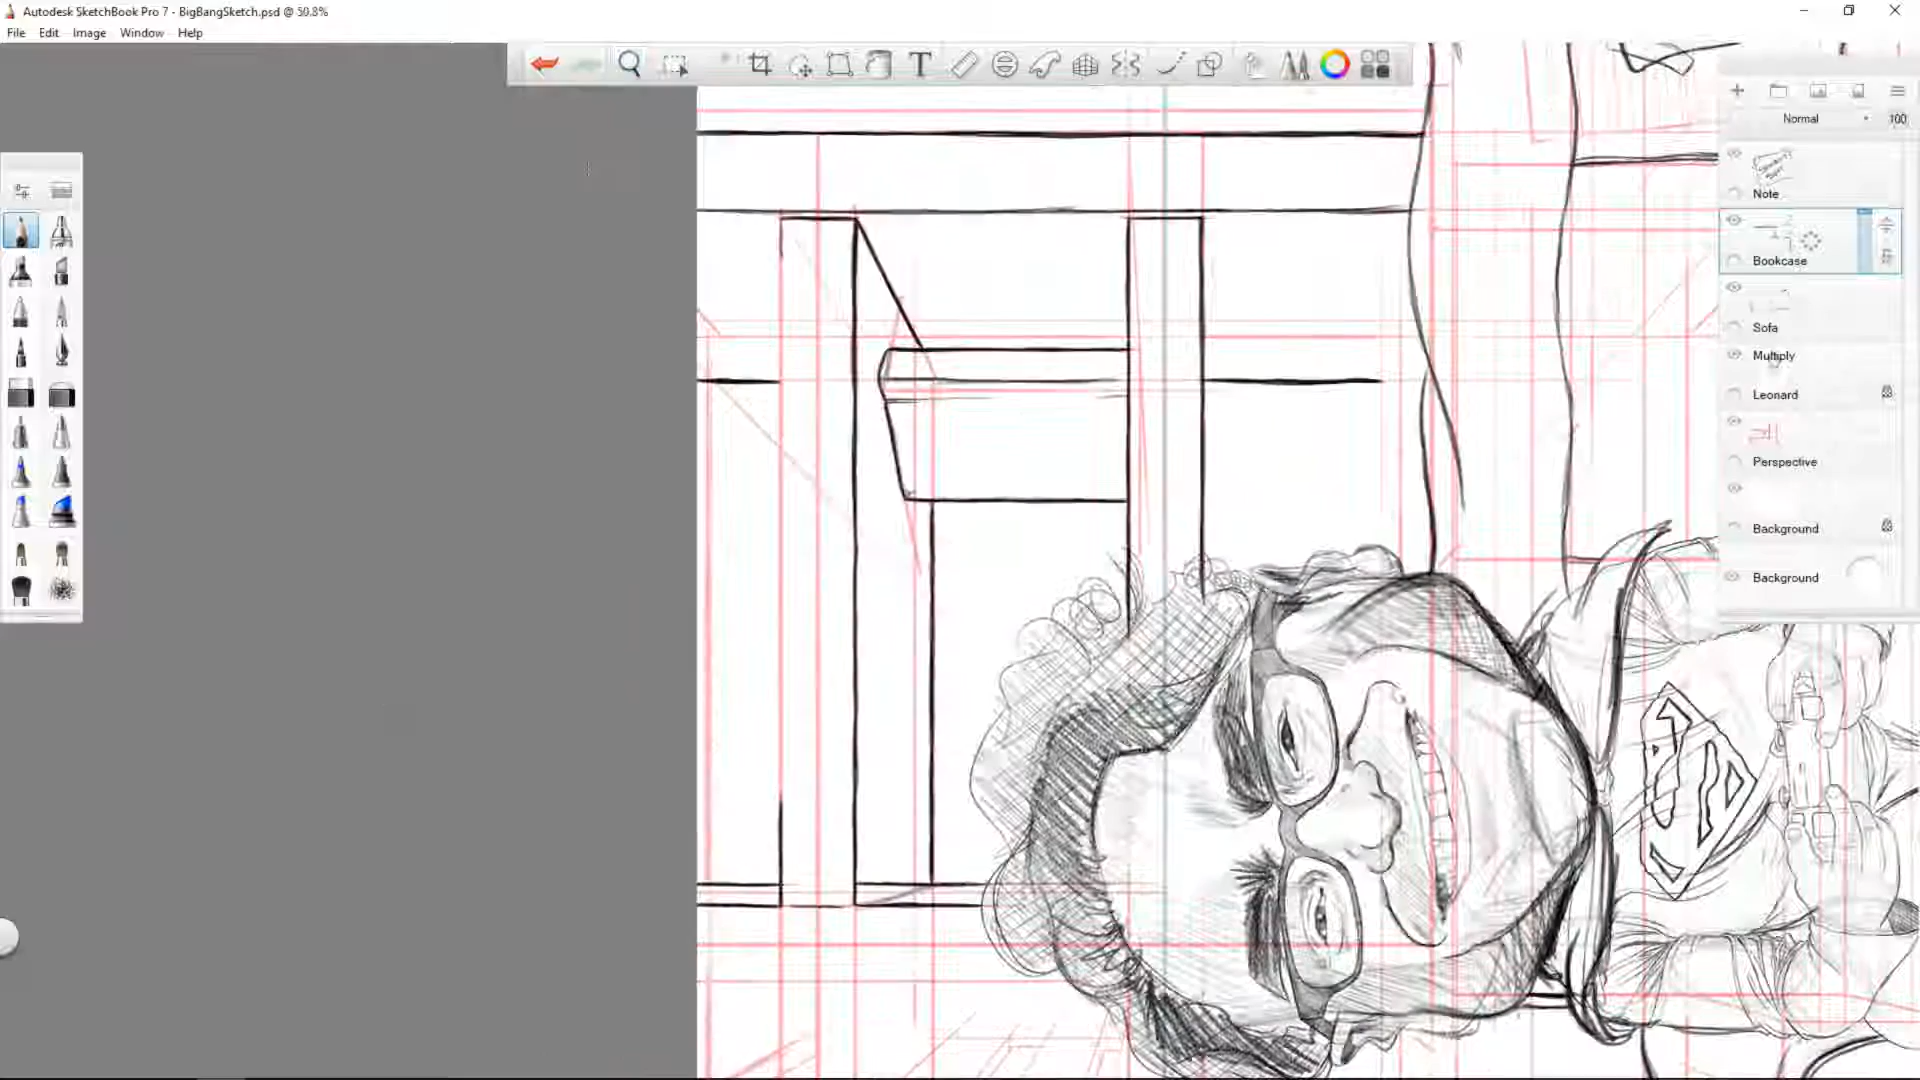 Autodesk SketchBook Pro 7 - BigBangSketch.psd @ 50.8%
File Edit Image Window Help
Normal 100
Note
Bookcase
Sofa
Multiply
Leonard
Perspective
Background
Background